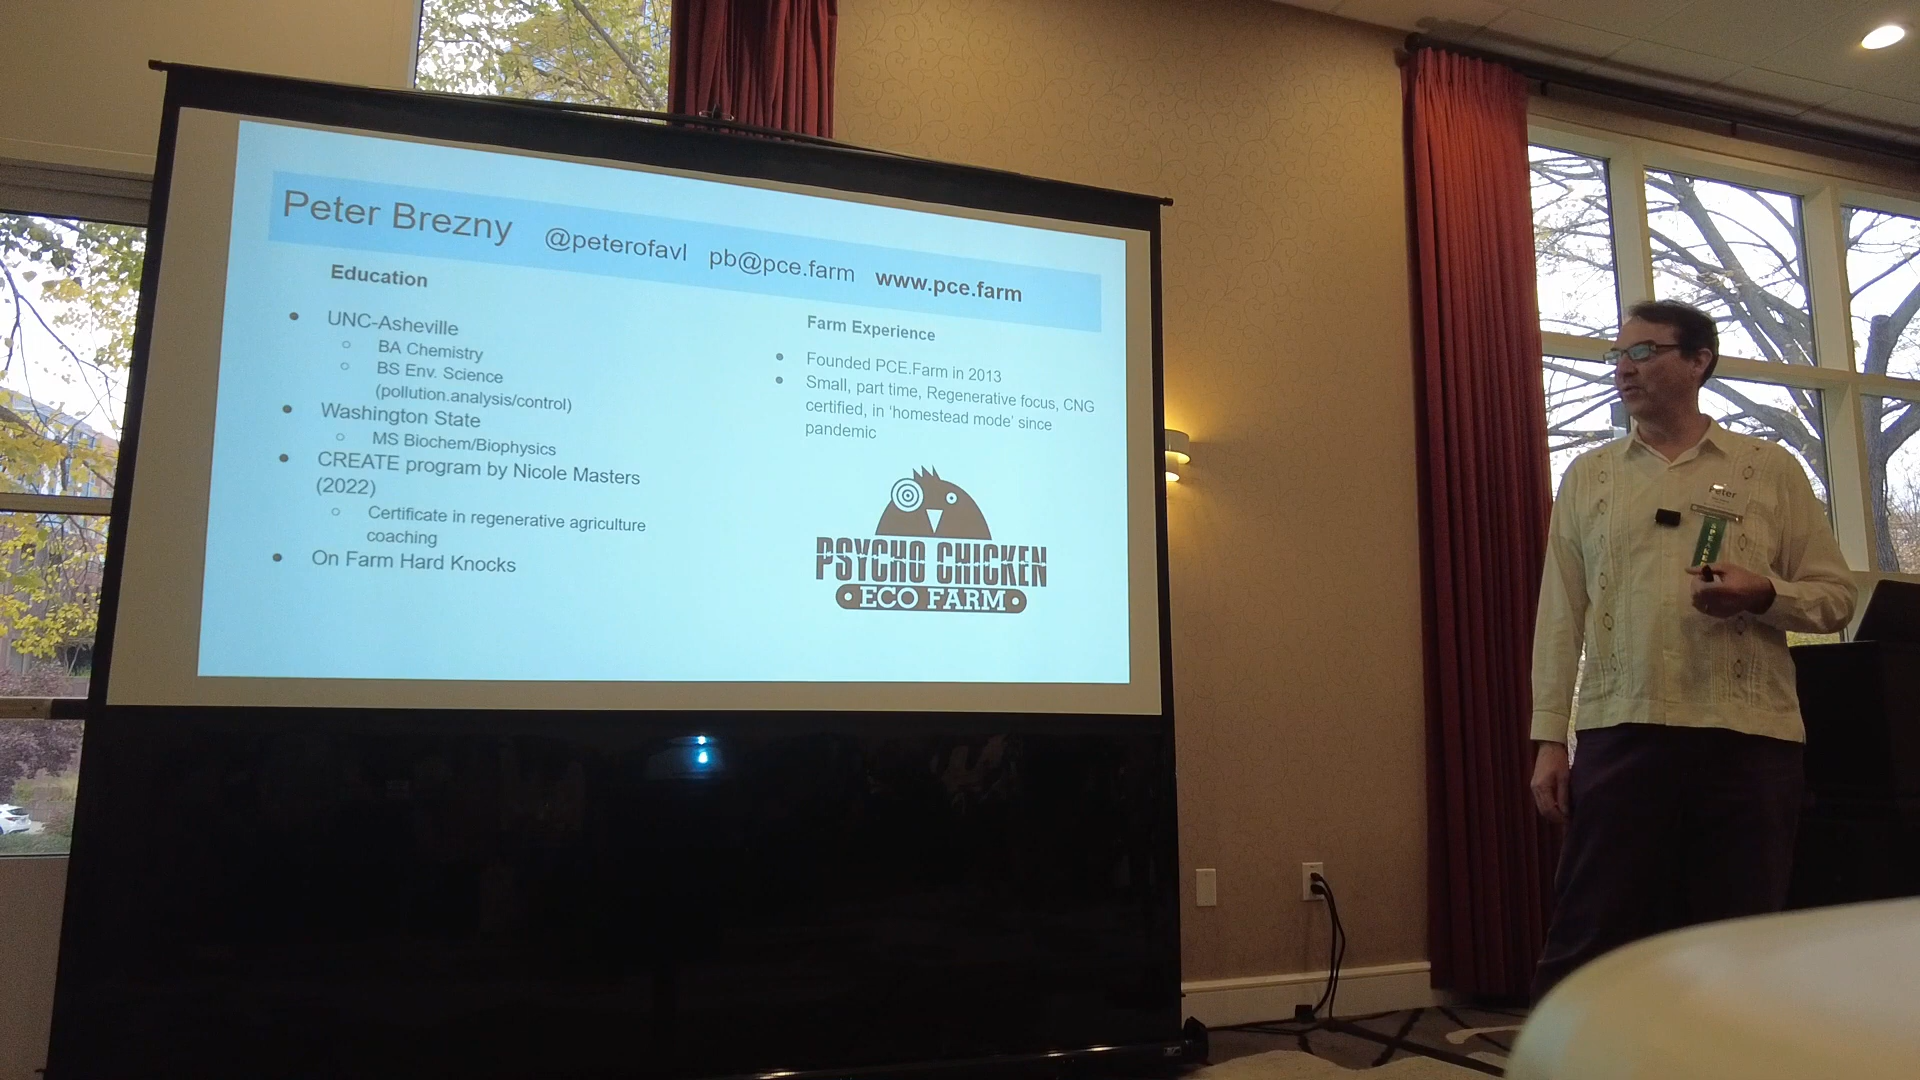 Peter Brezny @peterofavl pb@pce.farm www.pce.farm
Education
UNC-Asheville
BA Chemistry
BS Env. Science
(pollution.analysis/control)
Washington State
MS Biochem/Biophysics
CREATE program by Nicole Masters
(2022)
Certificate in regenerative agriculture
coaching
On Farm Hard Knocks
Farm Experience
Founded PCE.Farm in 2013
Small, part time, Regenerative focus, CNG
certified, in 'homestead mode' since
pandemic
PSYCHO CHICKEN
ECO FARM
Peter
SPEAKE